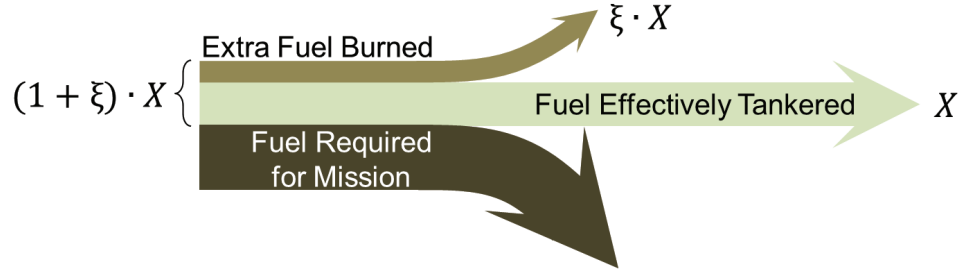 Extra Fuel Burned
ξ · X
(1 + ξ) · X
Fuel Effectively Tankered
X
Fuel Required
for Mission